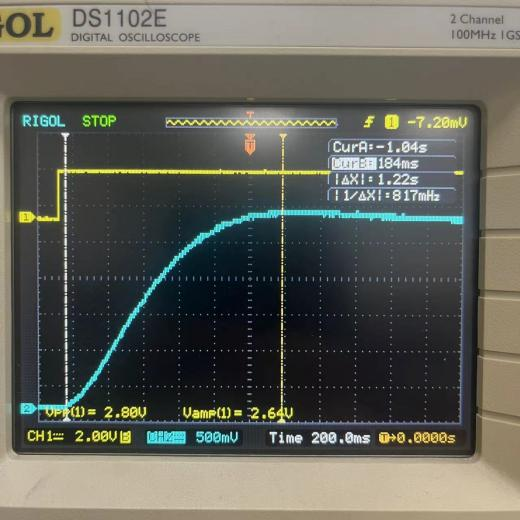 GOL DS1102E
DIGITAL OSCILLOSCOPE
2 Channel
100MHz 1GS
RIGOL STOP
T
1 -7.20mV
T
CurA:-1.04s
CurB: 184ms
|ΔX|: 1.22s
|1/ΔX|: 817mHz
1
2
Vpp(1)= 2.80V Vamp(1)= 2.64V
CH1 2.00V CH2 500mV Time 200.0ms T→0.0000s